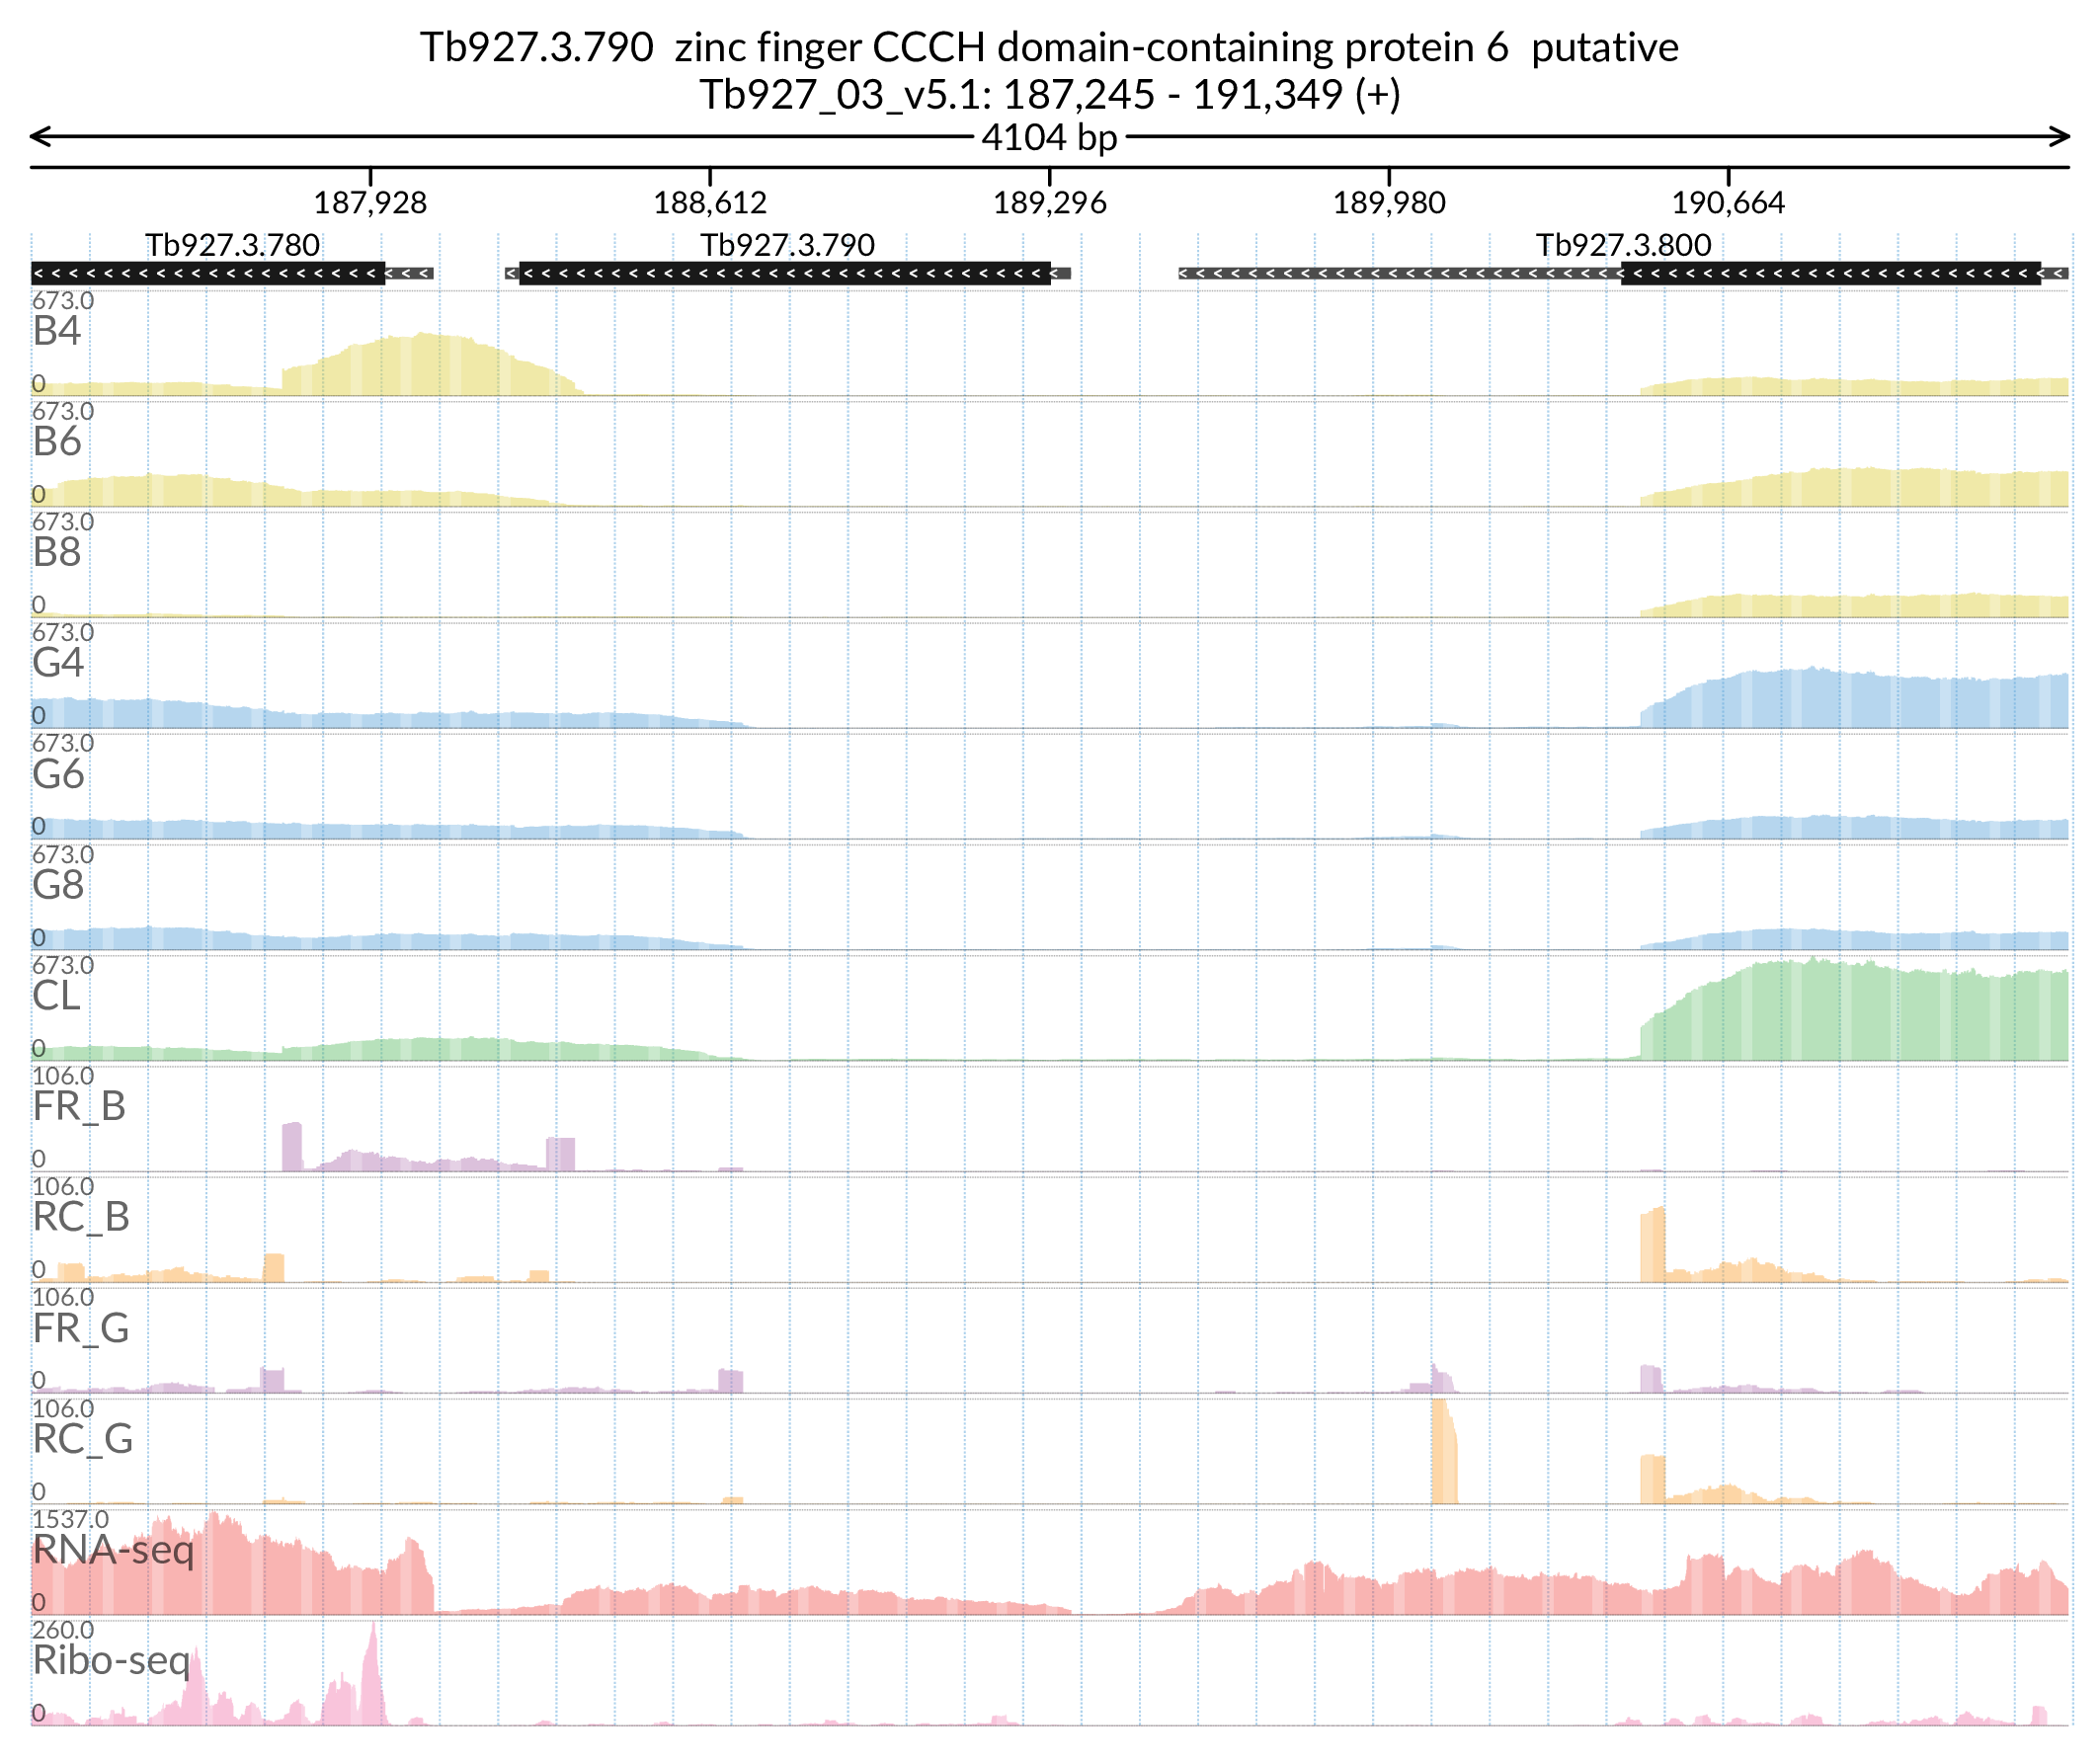 Tb927.3.790  zinc finger CCCH domain-containing protein 6  putative
Tb927_03_v5.1: 187,245 - 191,349 (+)
4104 bp
187,928 188,612 189,296 189,980 190,664
Tb927.3.780 Tb927.3.790 Tb927.3.800
673.0
B4
0
673.0
B6
0
673.0
B8
0
673.0
G4
0
673.0
G6
0
673.0
G8
0
673.0
CL
0
106.0
FR_B
0
106.0
RC_B
0
106.0
FR_G
0
106.0
RC_G
0
1537.0
RNA-seq
0
260.0
Ribo-seq
0